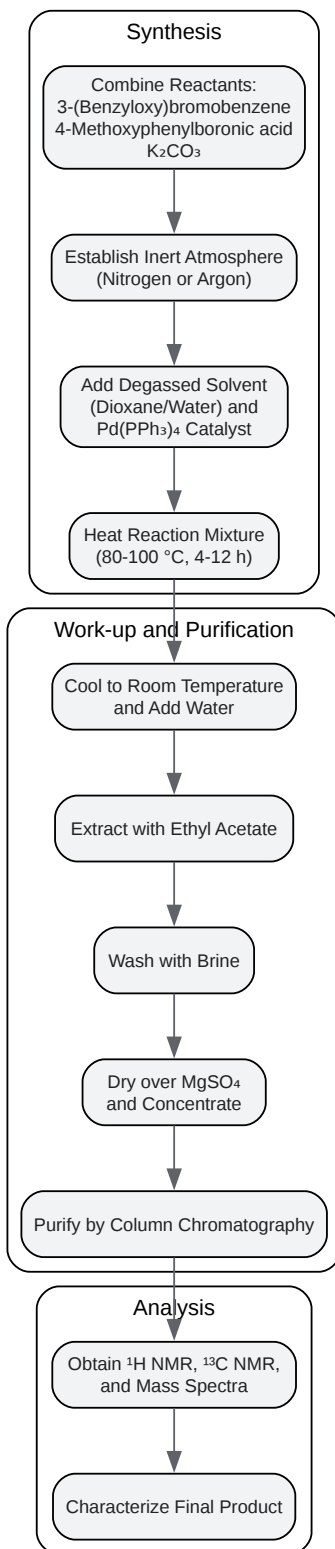 Synthesis
Combine Reactants:
3-(Benzyloxy)bromobenzene
4-Methoxyphenylboronic acid
K₂CO₃
Establish Inert Atmosphere
(Nitrogen or Argon)
Add Degassed Solvent
(Dioxane/Water) and
Pd(PPh₃)₄ Catalyst
Heat Reaction Mixture
(80-100 °C, 4-12 h)
Work-up and Purification
Cool to Room Temperature
and Add Water
Extract with Ethyl Acetate
Wash with Brine
Dry over MgSO₄
and Concentrate
Purify by Column Chromatography
Analysis
Obtain ¹H NMR, ¹³C NMR,
and Mass Spectra
Characterize Final Product